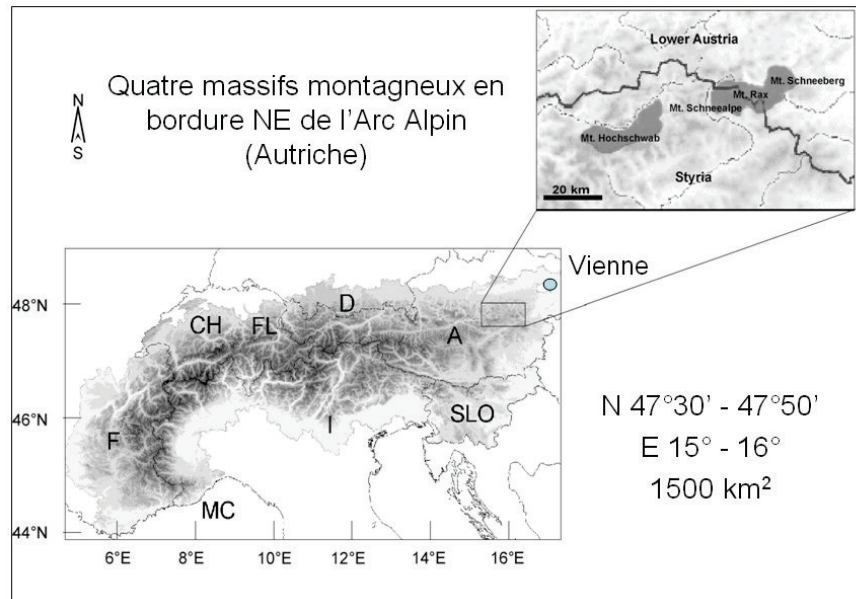 Quatre massifs montagneux en
bordure NE de l'Arc Alpin
(Autriche)
N
S
Lower Austria
Mt. Schneeberg
Mt. Rax
Mt. Schneealpe
Mt. Hochschwab
Styria
20 km
Vienne
48°N
46°N
44°N
D
CH
FL
A
SLO
F
I
MC
6°E
8°E
10°E
12°E
14°E
16°E
N 47°30' - 47°50'
E 15° - 16°
1500 km²